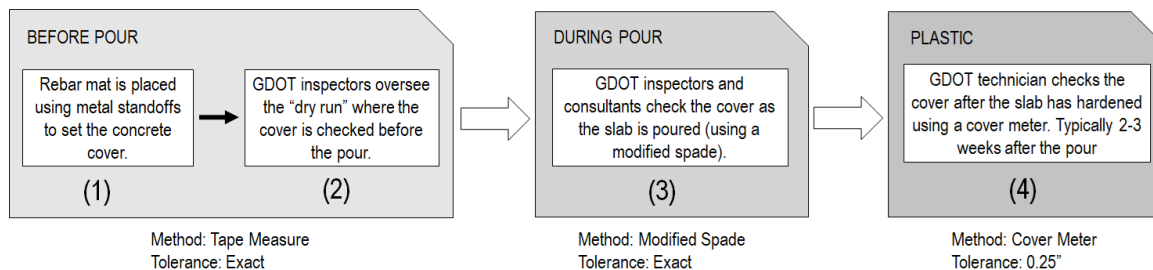 BEFORE POUR
Rebar mat is placed
using metal standoffs
to set the concrete
cover.
(1)
GDOT inspectors oversee
the “dry run” where the
cover is checked before
the pour.
(2)
Method: Tape Measure
Tolerance: Exact
DURING POUR
GDOT inspectors and
consultants check the cover as
the slab is poured (using a
modified spade).
(3)
Method: Modified Spade
Tolerance: Exact
PLASTIC
GDOT technician checks the
cover after the slab has hardened
using a cover meter. Typically 2-3
weeks after the pour
(4)
Method: Cover Meter
Tolerance: 0.25”